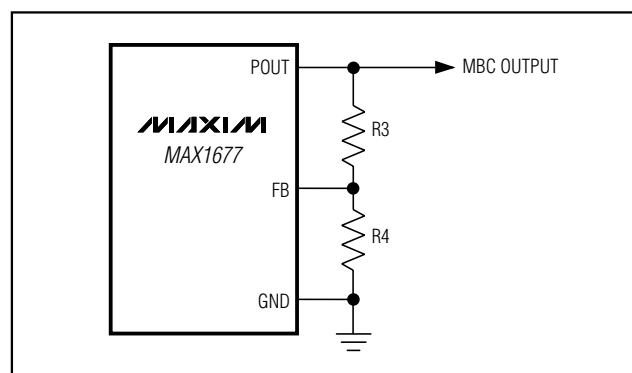 POUT
MBC OUTPUT
MAXIM
MAX1677
R3
FB
R4
GND